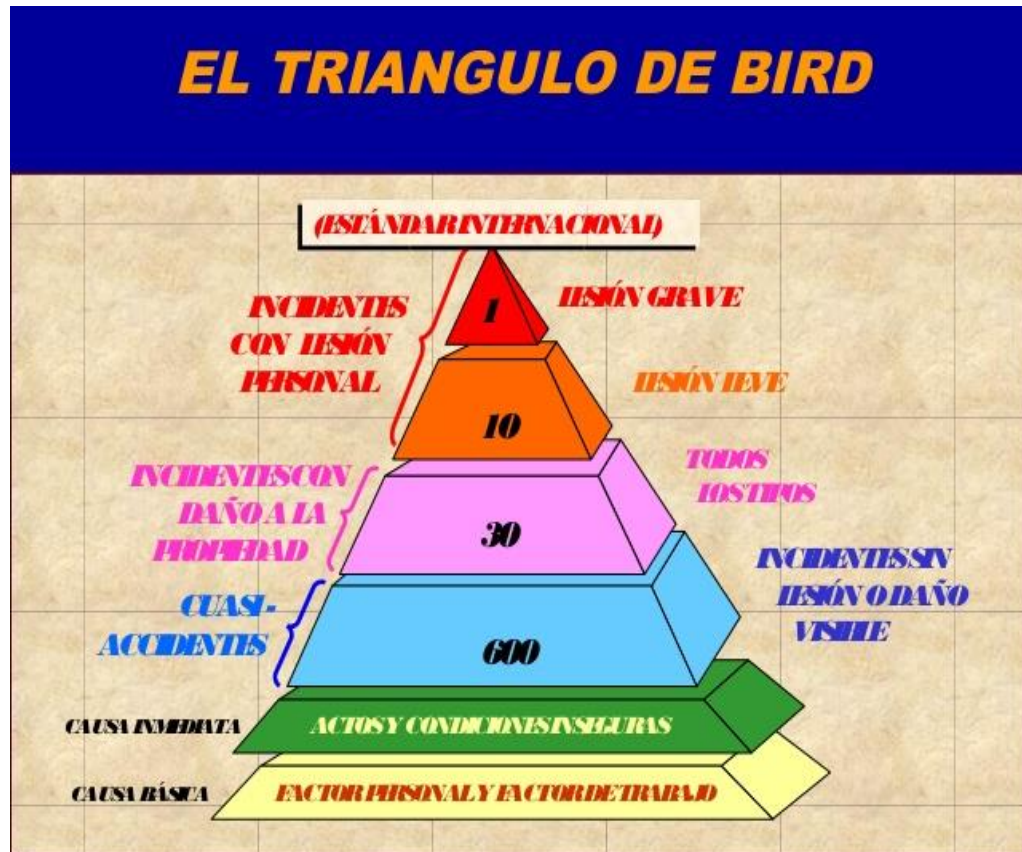 EL TRIANGULO DE BIRD
(ESTÁNDAR INTERNACIONAL)
INCIDENTES
CON LESIÓN
PERSONAL
1
LESIÓN GRAVE
10
LESIÓN LEVE
INCIDENTES CON
DAÑO A LA
PROPIEDAD
30
TODOS
LOS TIPOS
CUASI-
ACCIDENTES
600
INCIDENTES SIN
LESIÓN O DAÑO
VISIBLE
CAUSA INMEDIATA
ACTOS Y CONDICIONES INSEGURAS
CAUSA BÁSICA
FACTOR PERSONAL Y FACTOR DE TRABAJO